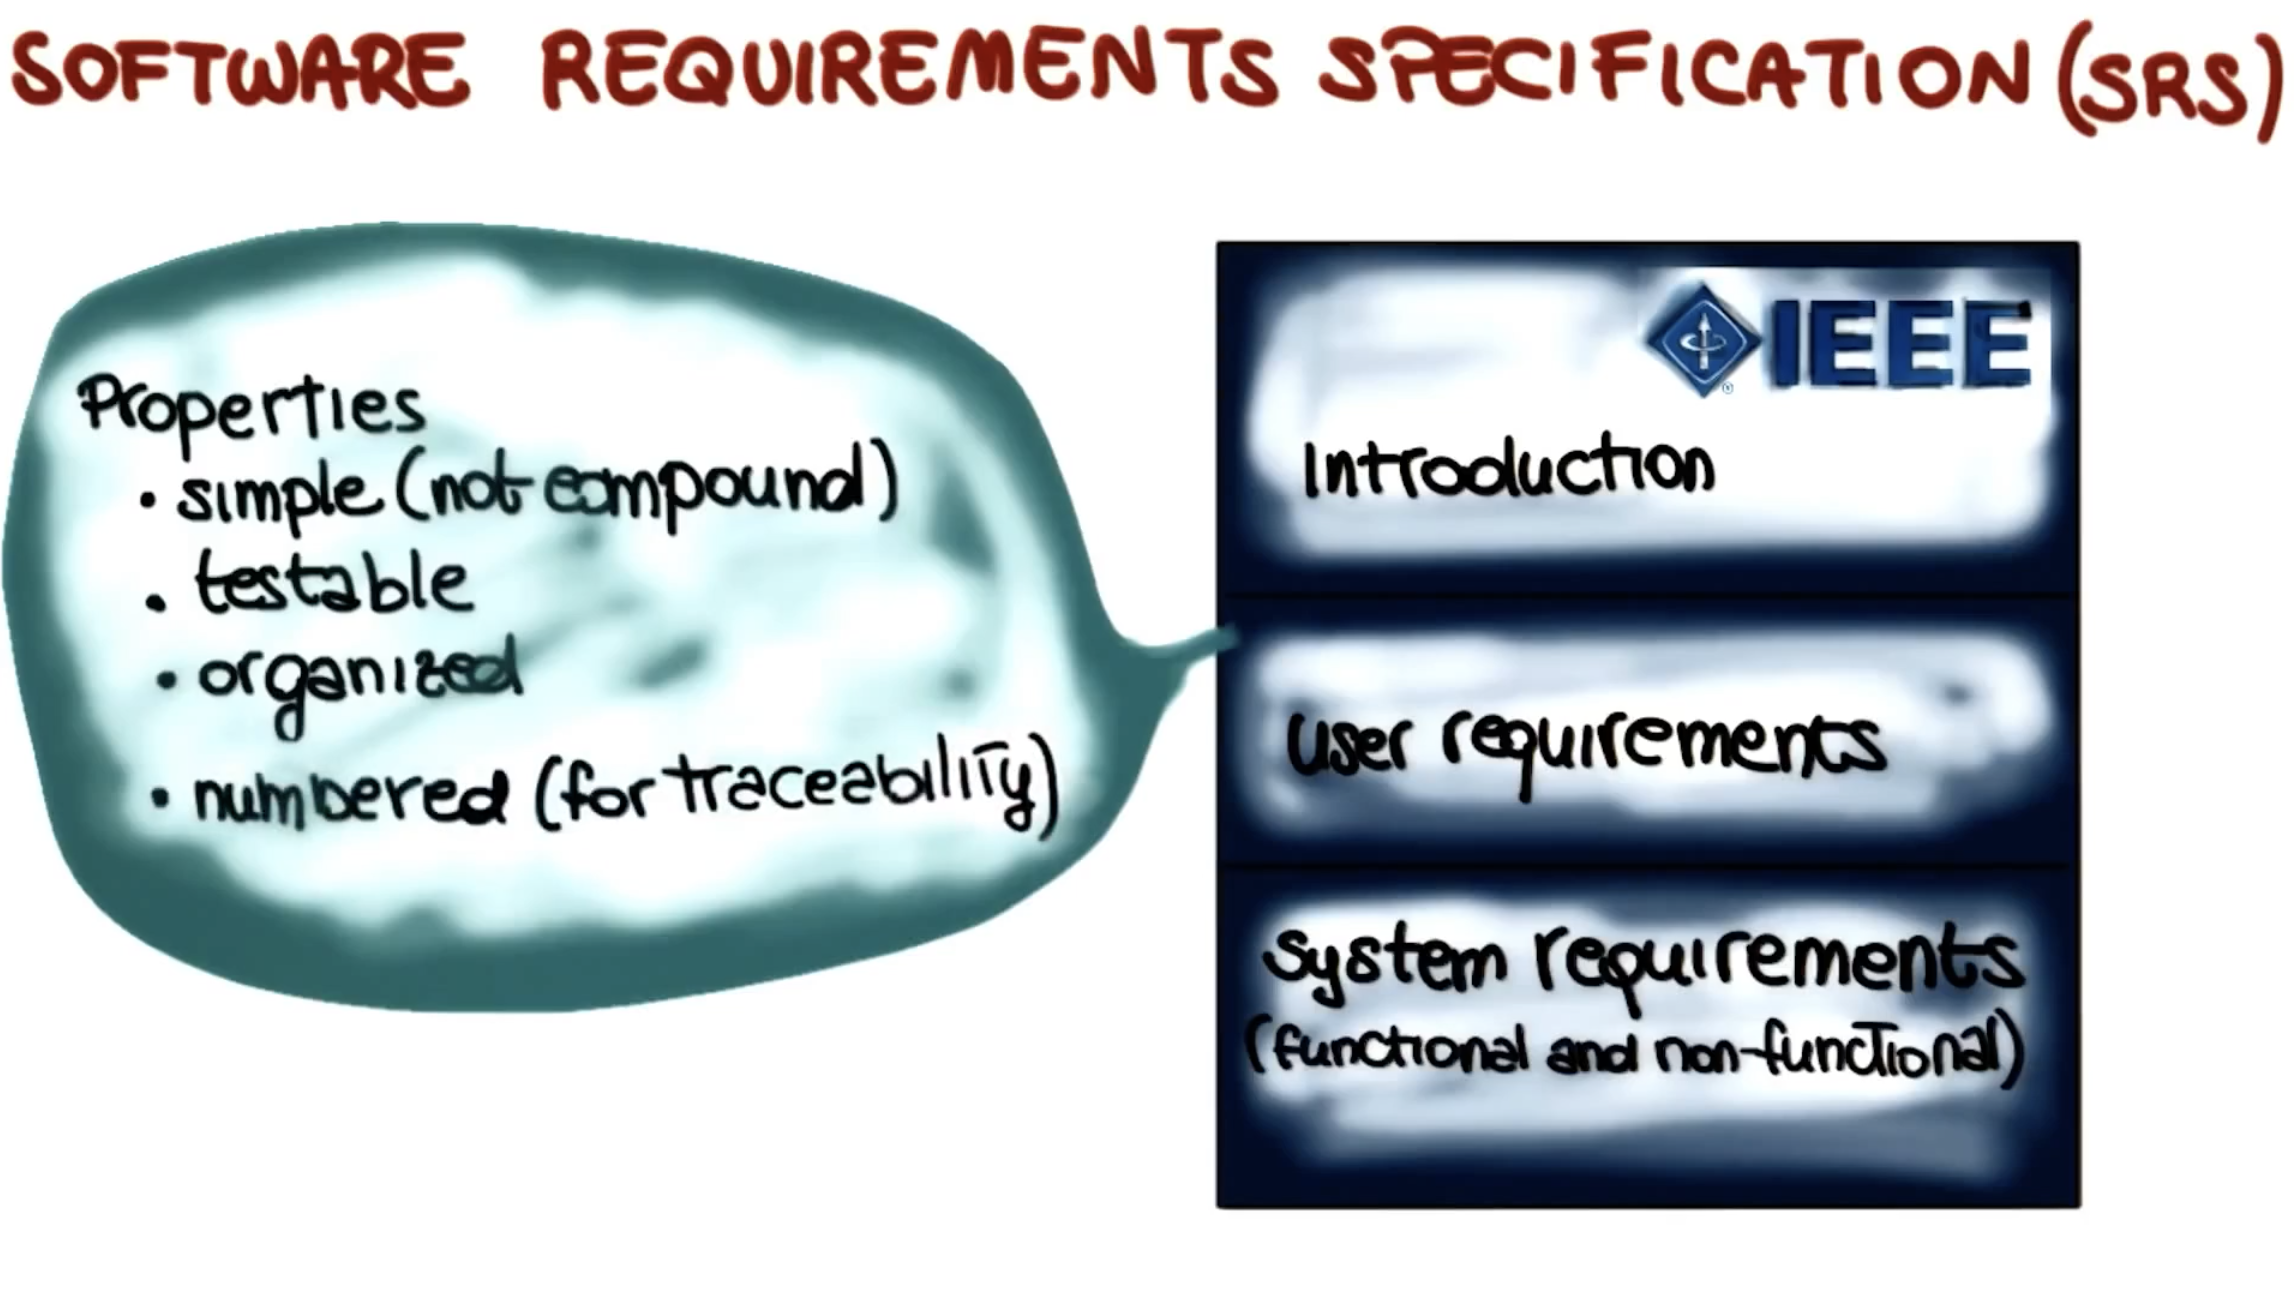 SOFTWARE REQUIREMENTS SPECIFICATION (SRS)
Properties
• simple (not compound)
• testable
• organized
• numbered (for traceability)
IEEE
Introduction
User requirements
System requirements
(functional and non-functional)